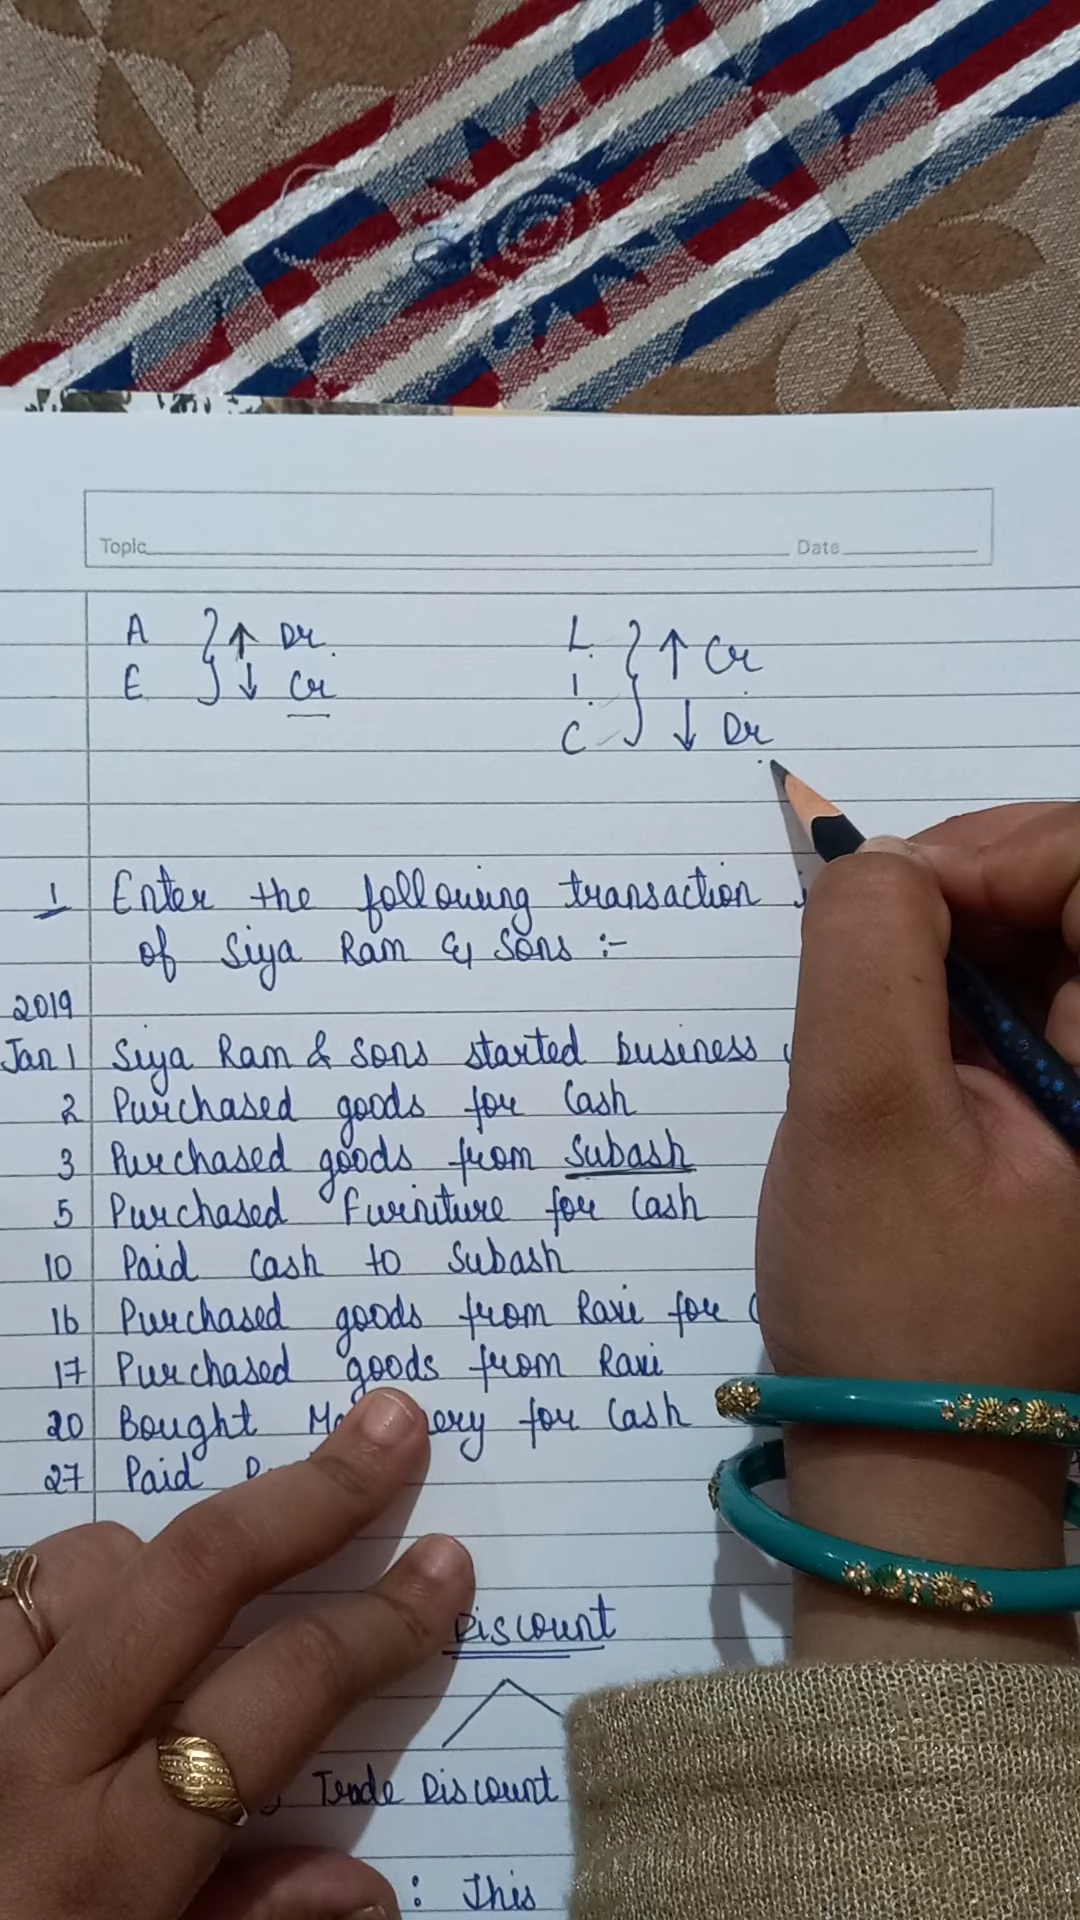 Topic Date
A } ↑ Dr. L. } ↑ Cr
E } ↓ Cr I.
C ↓ Dr
1 Enter the following transaction
of Siya Ram & Sons :-
2019
Jan 1 Siya Ram & Sons started business
2 Purchased goods for Cash
3 Purchased goods from Subash
5 Purchased Furniture for Cash
10 Paid Cash to Subash
16 Purchased goods from Ravi for
17 Purchased goods from Ravi
20 Bought for Cash
27 Paid
Discount
Trade Discount
: This